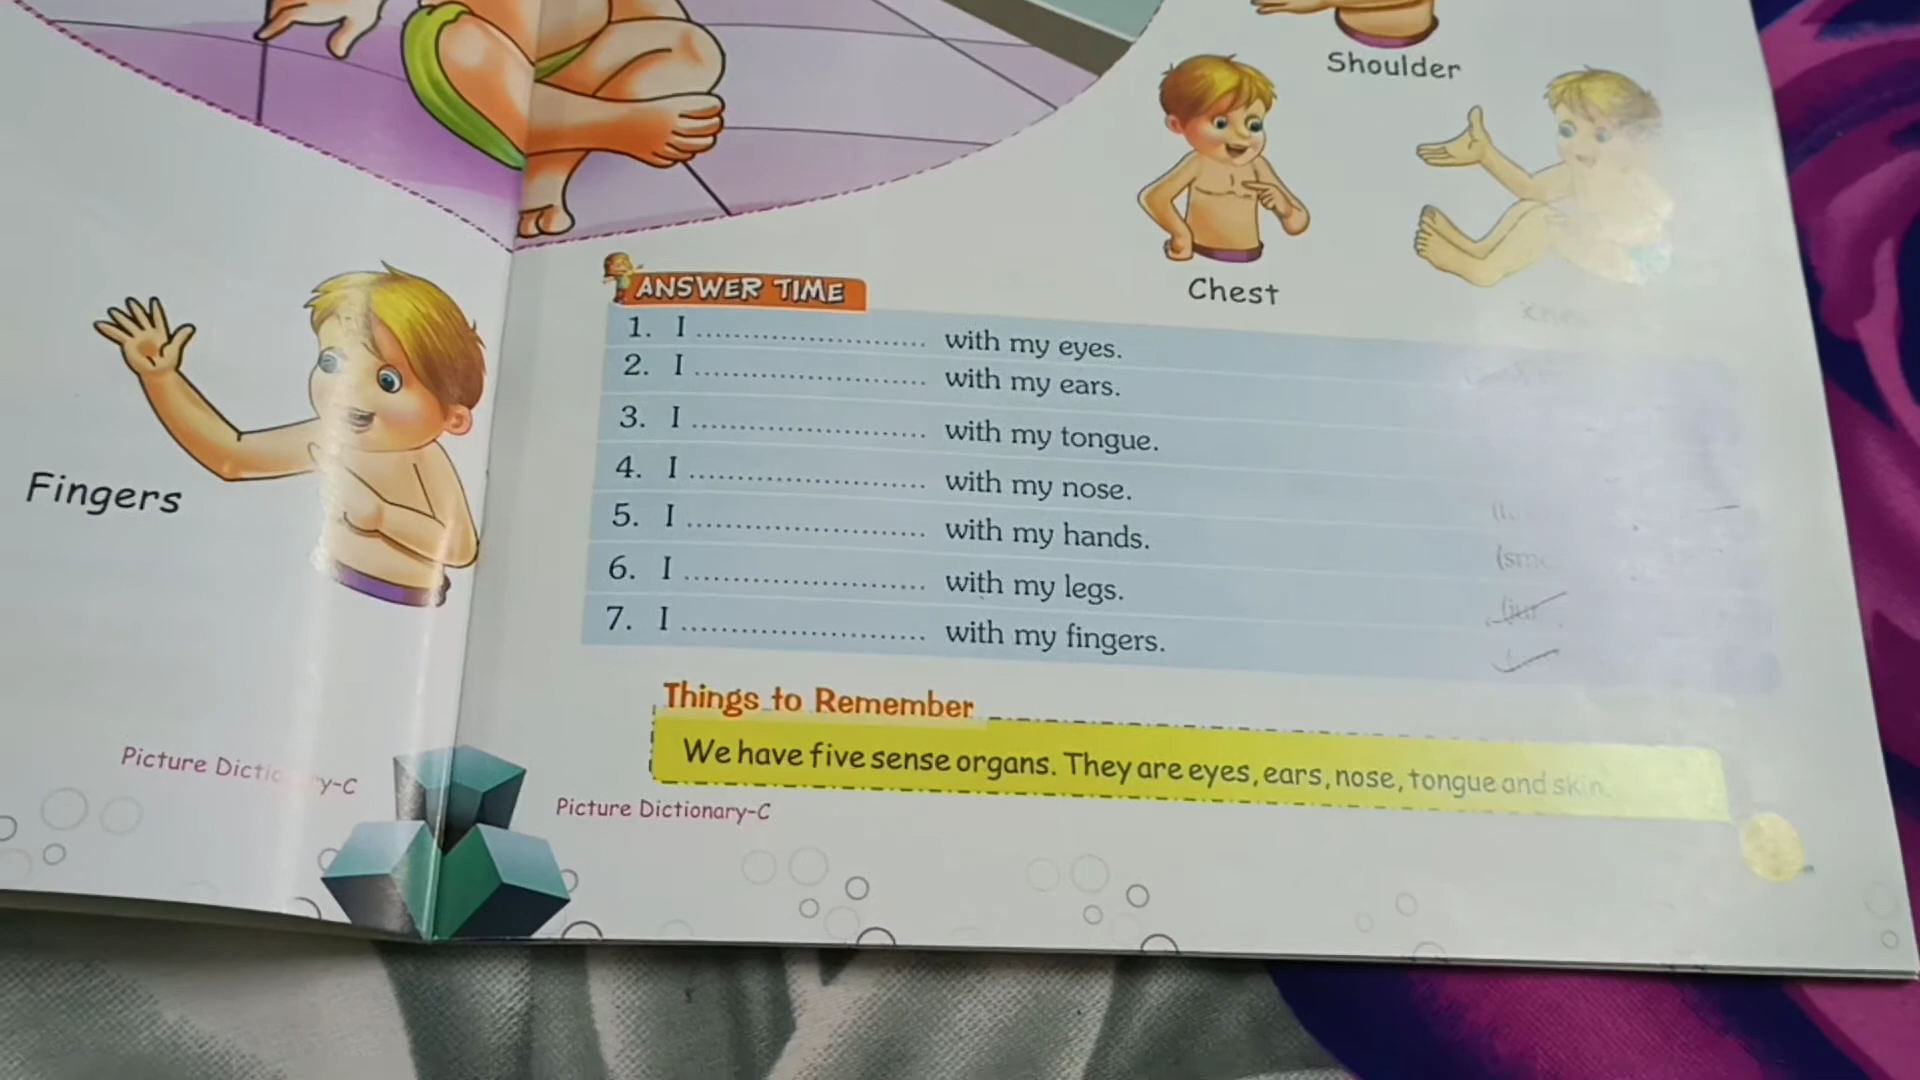 Shoulder
Chest
Fingers
ANSWER TIME
1. I ........................ with my eyes.
2. I ........................ with my ears.
3. I ........................ with my tongue.
4. I ........................ with my nose.
5. I ........................ with my hands.
6. I ........................ with my legs.
7. I ........................ with my fingers.
Things to Remember
We have five sense organs. They are eyes, ears, nose, tongue and skin.
Picture
Picture Dictionary-C